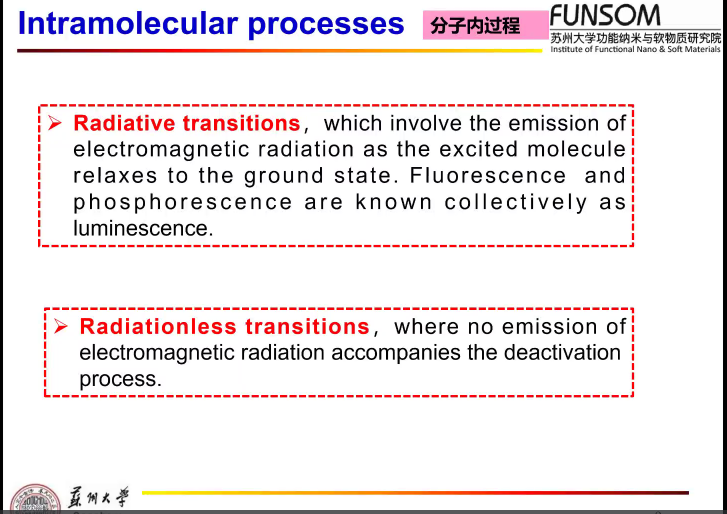 Intramolecular processes
分子内过程
FUNSOM
苏州大学功能纳米与软物质研究院
Institute of Functional Nano & Soft Materials
Radiative transitions，which involve the emission of
electromagnetic radiation as the excited molecule
relaxes to the ground state. Fluorescence and
phosphorescence are known collectively as
luminescence.
Radiationless transitions，where no emission of
electromagnetic radiation accompanies the deactivation
process.
苏州大学